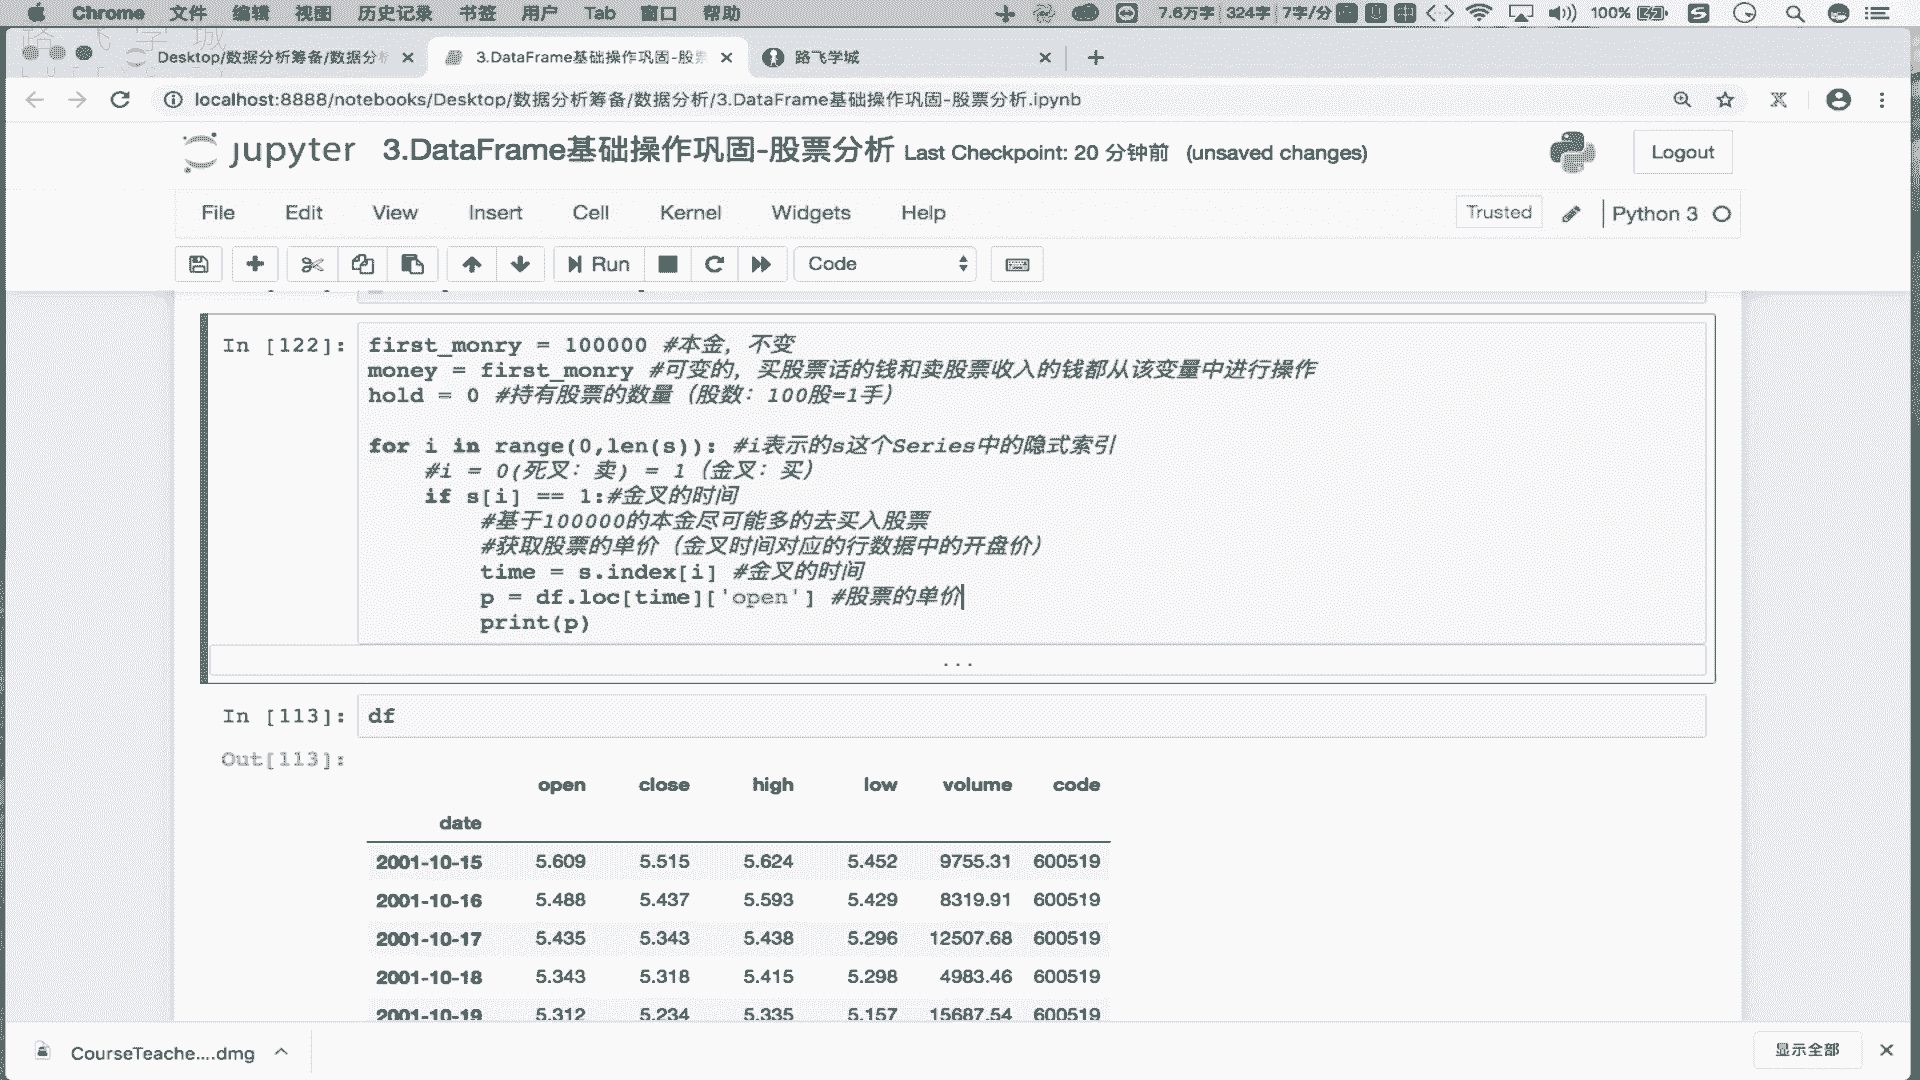 Chrome 文件 编辑 视图 历史记录 书签 用户 Tab 窗口 帮助 7.6万字 324字 7字/分 100%
Desktop/数据分析筹备/数据分析 3.DataFrame基础操作巩固-股票 路飞学城
localhost:8888/notebooks/Desktop/数据分析筹备/数据分析/3.DataFrame基础操作巩固-股票分析.ipynb
jupyter 3.DataFrame基础操作巩固-股票分析 Last Checkpoint: 20 分钟前 (unsaved changes) Logout
File Edit View Insert Cell Kernel Widgets Help Trusted Python 3
Run Code
In [122]: first_monry = 100000 #本金，不变
money = first_monry #可变的，买股票话的钱和卖股票收入的钱都从该变量中进行操作
hold = 0 #持有股票的数量（股数：100股=1手）
for i in range(0,len(s)): #i表示的s这个Series中的隐式索引
#i = 0(死叉：卖) = 1（金叉：买）
if s[i] == 1:#金叉的时间
#基于100000的本金尽可能多的去买入股票
#获取股票的单价（金叉时间对应的行数据中的开盘价）
time = s.index[i] #金叉的时间
p = df.loc[time]['open'] #股票的单价
print(p)
...
In [113]: df
Out[113]:
open close high low volume code
date
2001-10-15 5.609 5.515 5.624 5.452 9755.31 600519
2001-10-16 5.488 5.437 5.593 5.429 8319.91 600519
2001-10-17 5.435 5.343 5.438 5.296 12507.68 600519
2001-10-18 5.343 5.318 5.415 5.298 4983.46 600519
2001-10-19 5.312 5.234 5.335 5.157 15687.54 600519
CourseTeache....dmg 显示全部